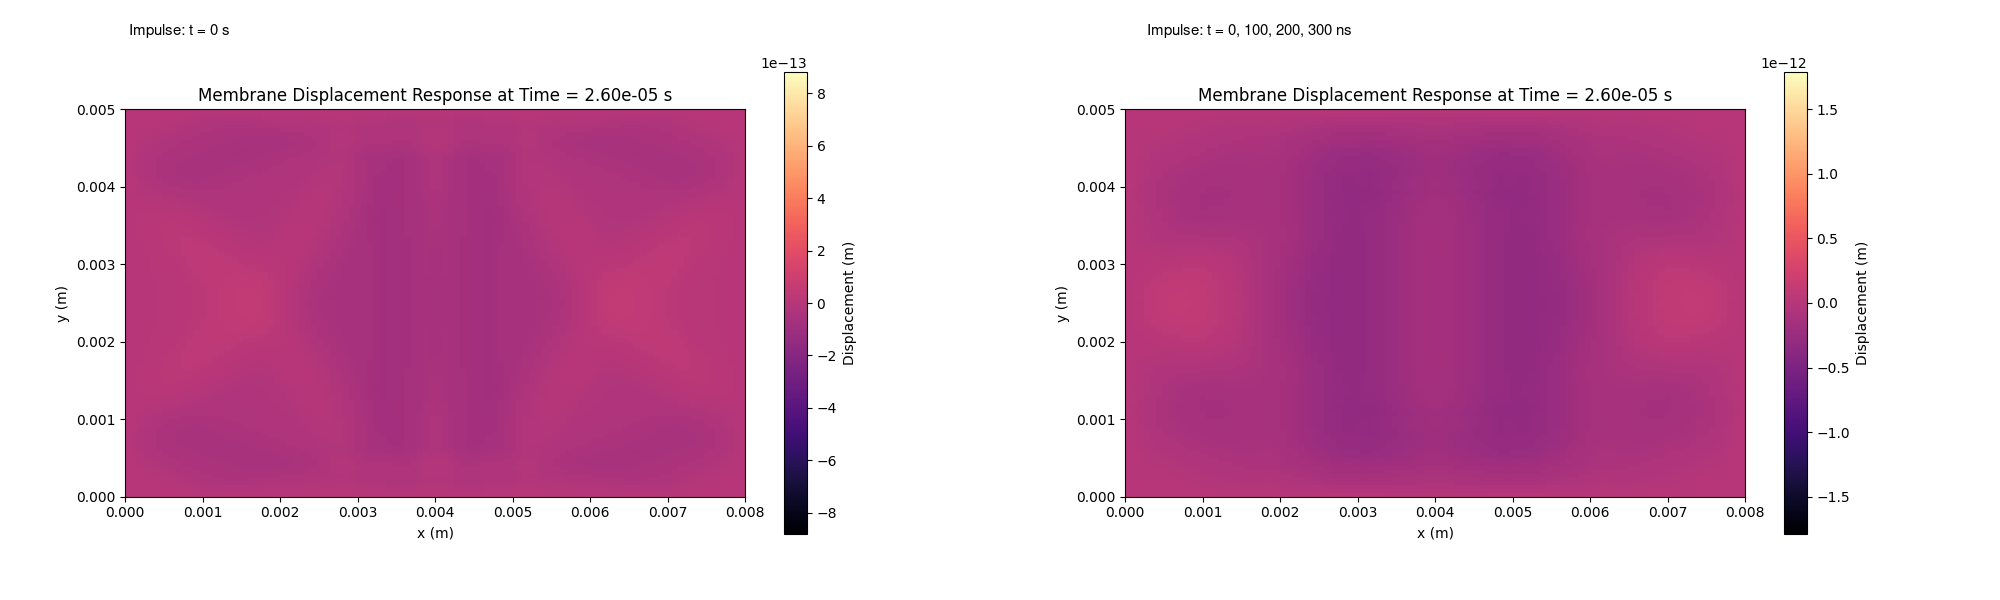 Impulse: t = 0 s
1e−13
Membrane Displacement Response at Time = 2.60e-05 s
0.005
0.004
0.003
0.002
0.001
0.000
y (m)
0.000 0.001 0.002 0.003 0.004 0.005 0.006 0.007 0.008
x (m)
8
6
4
2
0
−2
−4
−6
−8
Displacement (m)
Impulse: t = 0, 100, 200, 300 ns
1e−12
Membrane Displacement Response at Time = 2.60e-05 s
0.005
0.004
0.003
0.002
0.001
0.000
y (m)
0.000 0.001 0.002 0.003 0.004 0.005 0.006 0.007 0.008
x (m)
1.5
1.0
0.5
0.0
−0.5
−1.0
−1.5
Displacement (m)